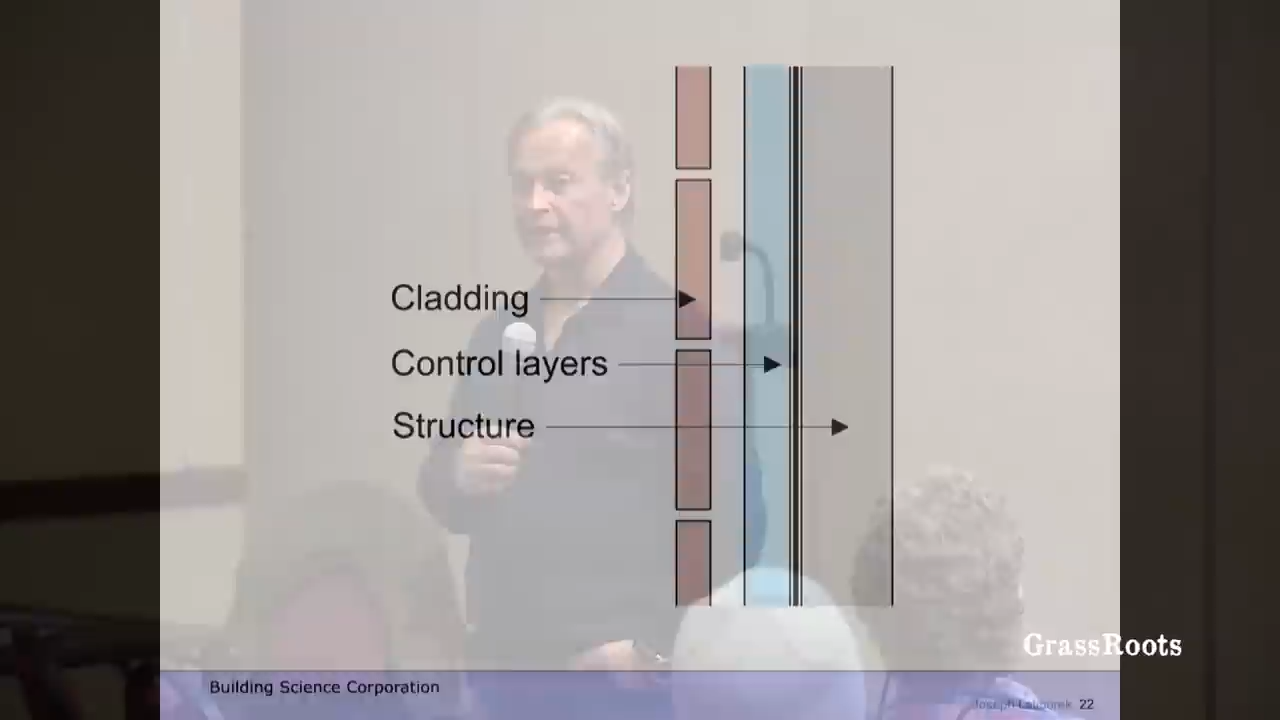 Cladding
Control layers
Structure
GrassRoots
Building Science Corporation
Joseph Lstiburek 22